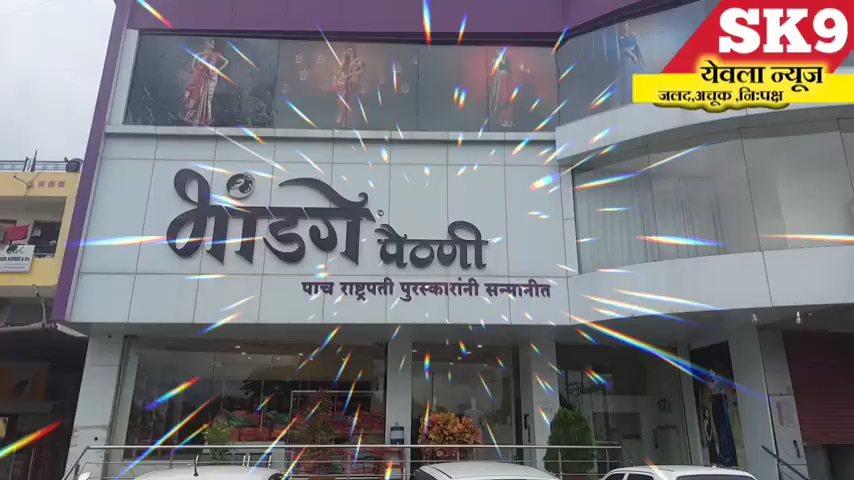 SK9
येवला न्यूज
जलद,अचूक,नि:पक्ष
भांडगे पैठणी
पाच राष्ट्रपती पुरस्कारांनी सन्मानीत